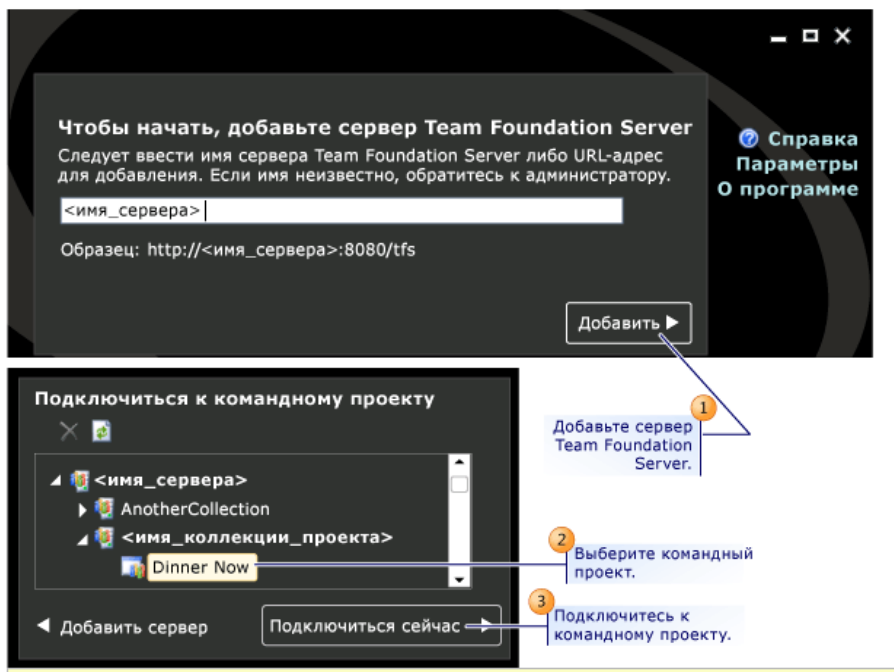 Чтобы начать, добавьте сервер Team Foundation Server
Следует ввести имя сервера Team Foundation Server либо URL-адрес
для добавления. Если имя неизвестно, обратитесь к администратору.
<имя_сервера>
Образец: http://<имя_сервера>:8080/tfs
Добавить
Справка
Параметры
О программе
1
Добавьте сервер
Team Foundation
Server.
Подключиться к командному проекту
<имя_сервера>
AnotherCollection
<имя_коллекции_проекта>
Dinner Now
2
Выберите командный
проект.
Добавить сервер
Подключиться сейчас
3
Подключитесь к
командному проекту.